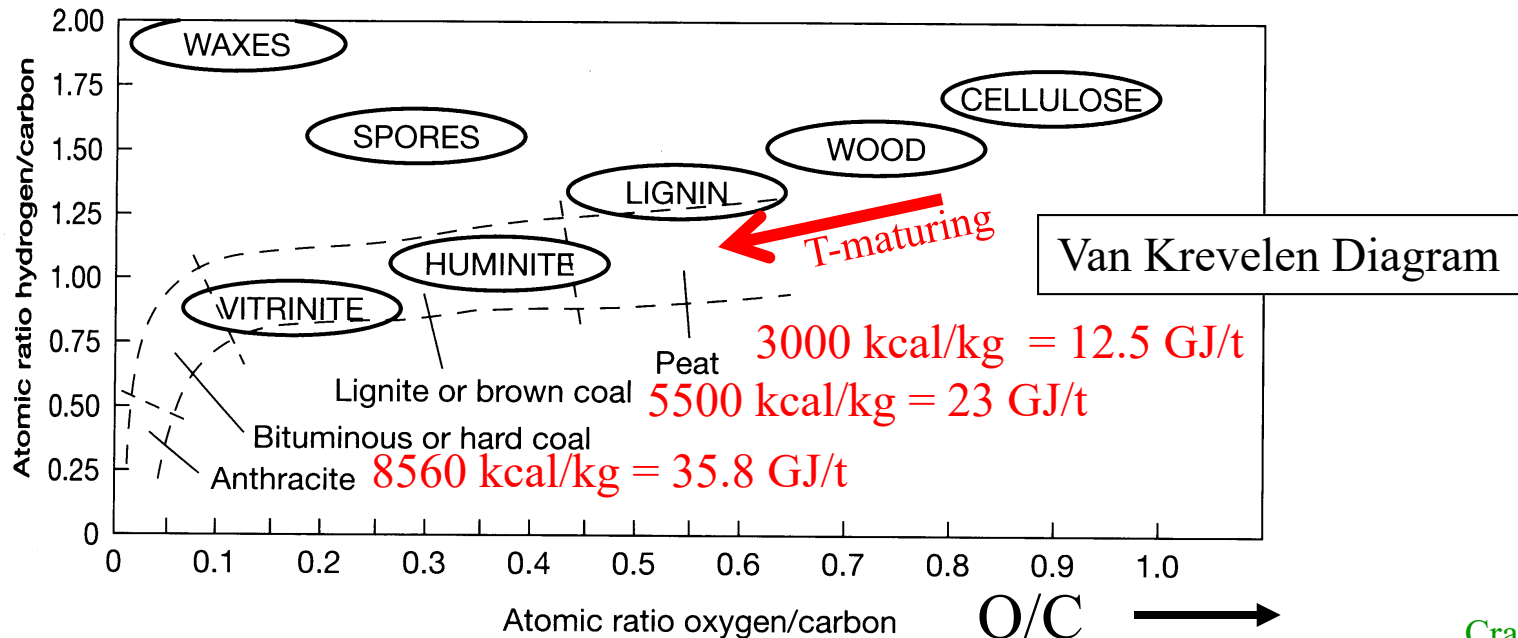 Atomic ratio hydrogen/carbon
2.00
1.75
1.50
1.25
1.00
0.75
0.50
0.25
0
WAXES
SPORES
CELLULOSE
WOOD
LIGNIN
T-maturing
HUMINITE
VITRINITE
Van Krevelen Diagram
Peat
3000 kcal/kg = 12.5 GJ/t
Lignite or brown coal
5500 kcal/kg = 23 GJ/t
Bituminous or hard coal
Anthracite
8560 kcal/kg = 35.8 GJ/t
0 0.1 0.2 0.3 0.4 0.5 0.6 0.7 0.8 0.9 1.0
Atomic ratio oxygen/carbon
O/C
Cra